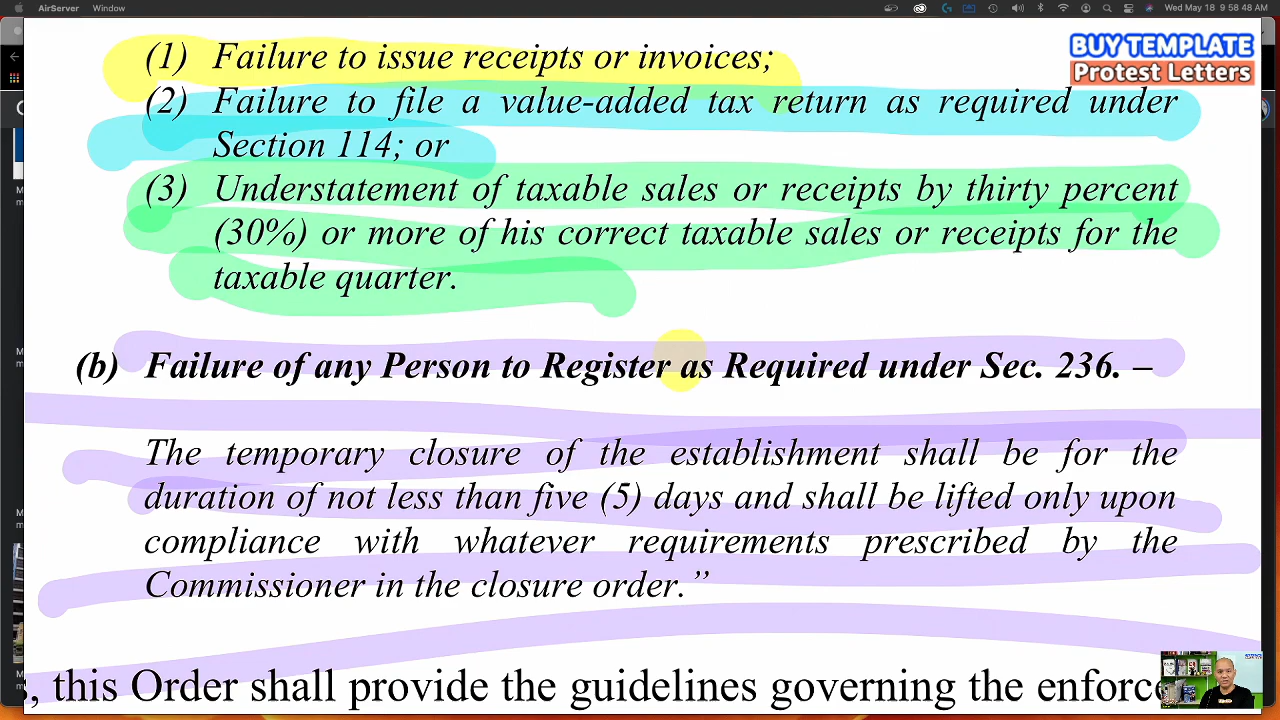 AirServer Window Wed May 18 9 58 48 AM
BUY TEMPLATE
Protest Letters
(1) Failure to issue receipts or invoices;
(2) Failure to file a value-added tax return as required under
Section 114; or
(3) Understatement of taxable sales or receipts by thirty percent
(30%) or more of his correct taxable sales or receipts for the
taxable quarter.
(b) Failure of any Person to Register as Required under Sec. 236. –
The temporary closure of the establishment shall be for the
duration of not less than five (5) days and shall be lifted only upon
compliance with whatever requirements prescribed by the
Commissioner in the closure order.”
, this Order shall provide the guidelines governing the enforce